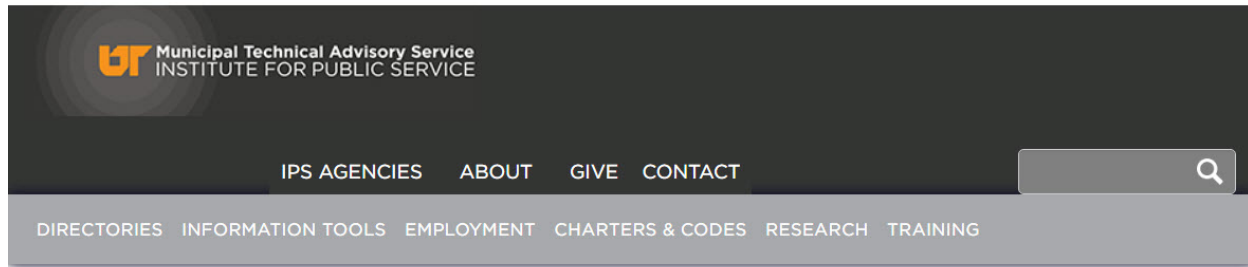 UT Municipal Technical Advisory Service
INSTITUTE FOR PUBLIC SERVICE
IPS AGENCIES ABOUT GIVE CONTACT
DIRECTORIES INFORMATION TOOLS EMPLOYMENT CHARTERS & CODES RESEARCH TRAINING